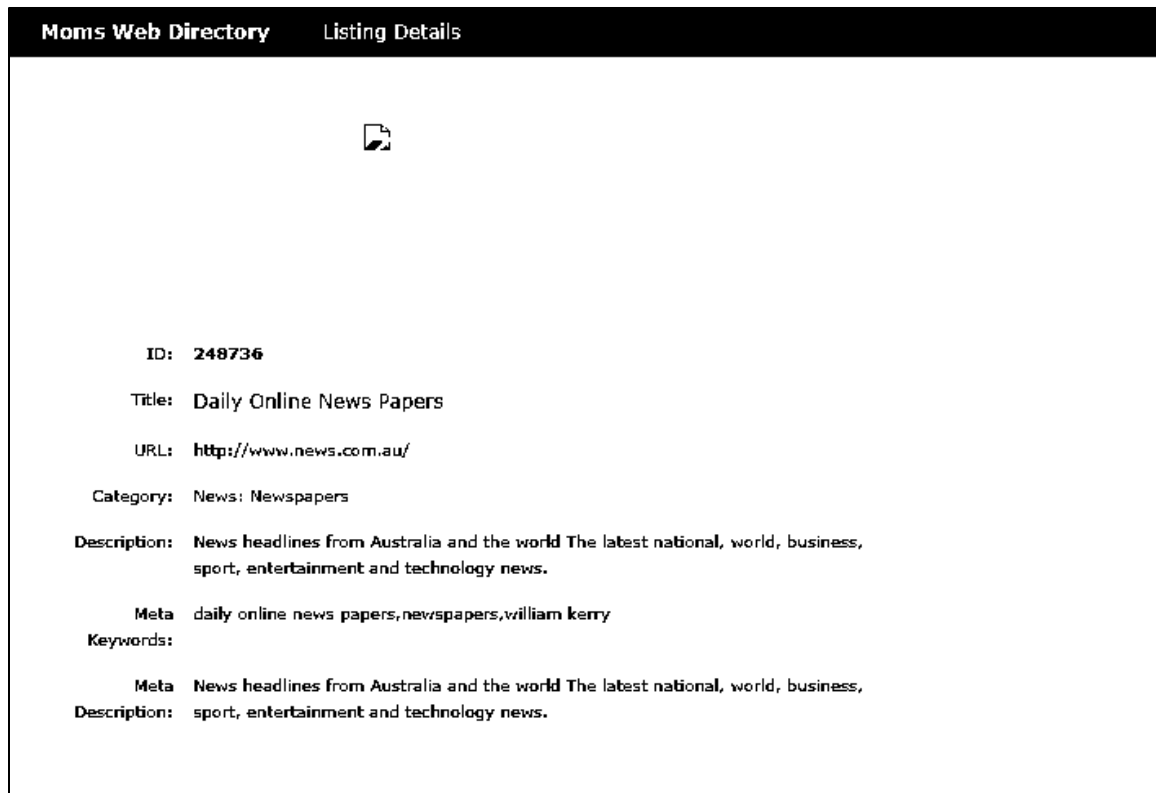 Moms Web Directory Listing Details
ID: 248736
Title: Daily Online News Papers
URL: http://www.news.com.au/
Category: News: Newspapers
Description: News headlines from Australia and the world The latest national, world, business,
sport, entertainment and technology news.
Meta daily online news papers,newspapers,william kerry
Keywords:
Meta News headlines from Australia and the world The latest national, world, business,
Description: sport, entertainment and technology news.